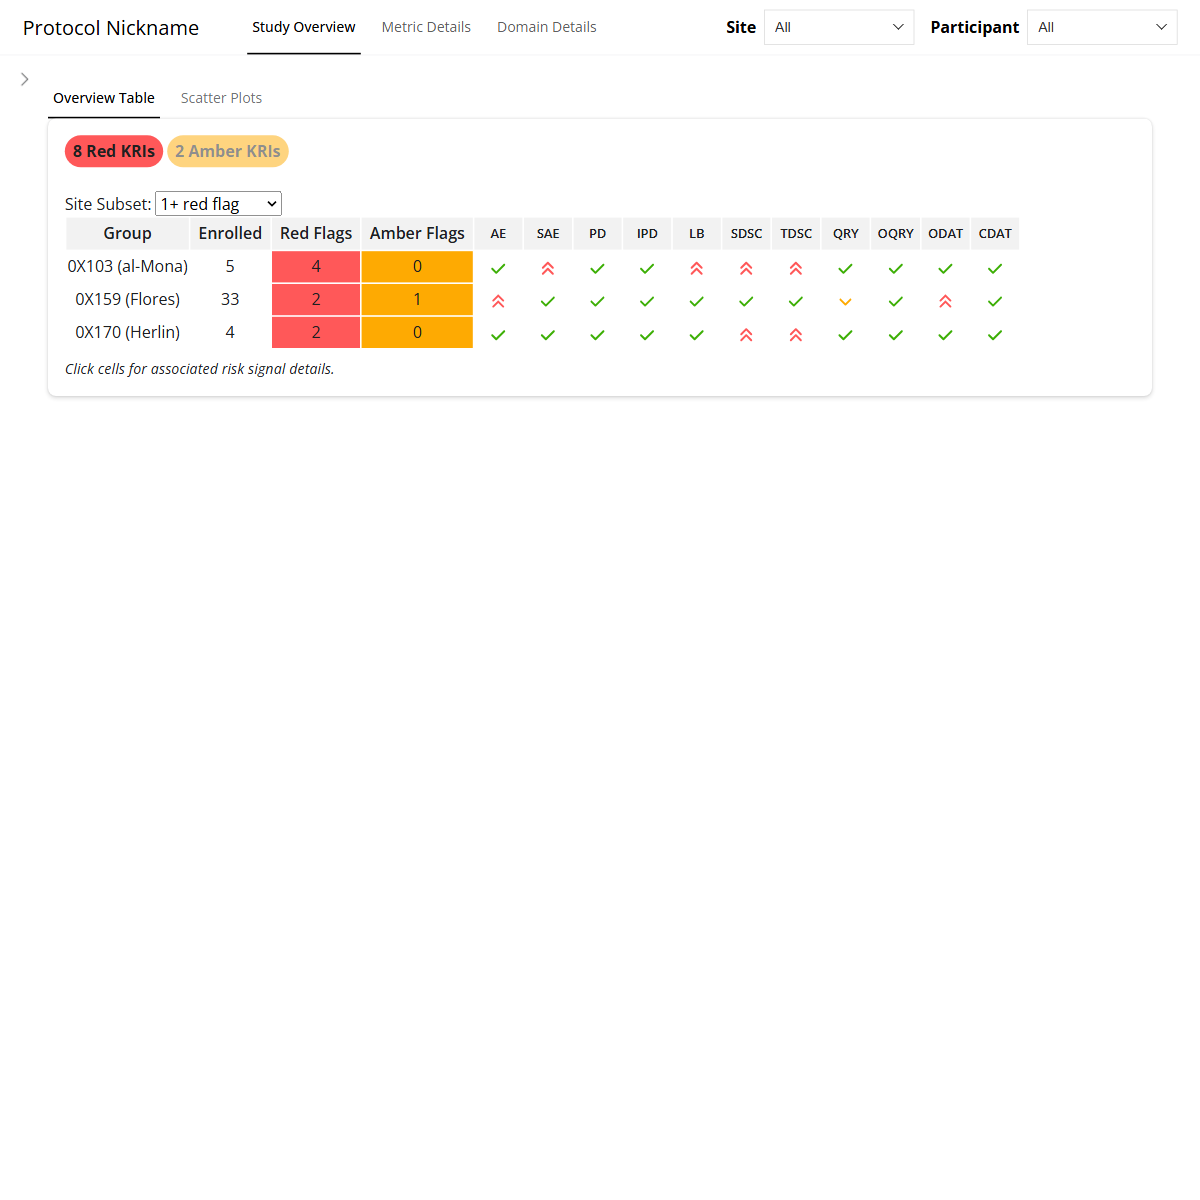 Protocol Nickname Study Overview Metric Details Domain Details Site All Participant All
Overview Table Scatter Plots
8 Red KRIs 2 Amber KRIs
Site Subset: 1+ red flag
Group Enrolled Red Flags Amber Flags AE SAE PD IPD LB SDSC TDSC QRY OQRY ODAT CDAT
0X103 (al-Mona) 5 4 0
0X159 (Flores) 33 2 1
0X170 (Herlin) 4 2 0
Click cells for associated risk signal details.